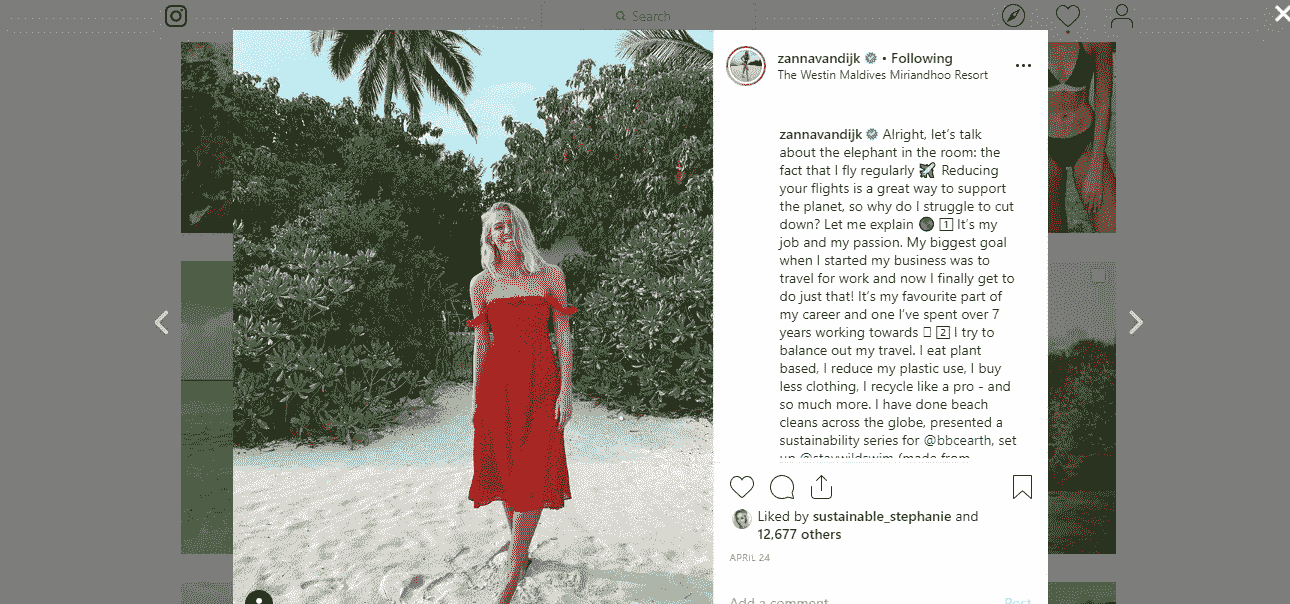 Search
zannavandijk • Following
The Westin Maldives Miriandhoo Resort
zannavandijk Alright, let's talk
about the elephant in the room: the
fact that I fly regularly ✈ Reducing
your flights is a great way to support
the planet, so why do I struggle to cut
down? Let me explain 🌑 1 It's my
job and my passion. My biggest goal
when I started my business was to
travel for work and now I finally get to
do just that! It's my favourite part of
my career and one I've spent over 7
years working towards 2 I try to
balance out my travel. I eat plant
based, I reduce my plastic use, I buy
less clothing, I recycle like a pro - and
so much more. I have done beach
cleans across the globe, presented a
sustainability series for @bbcearth, set
up @staywildswim (made from
Liked by sustainable_stephanie and
12,677 others
APRIL 24
Add a comment
Post